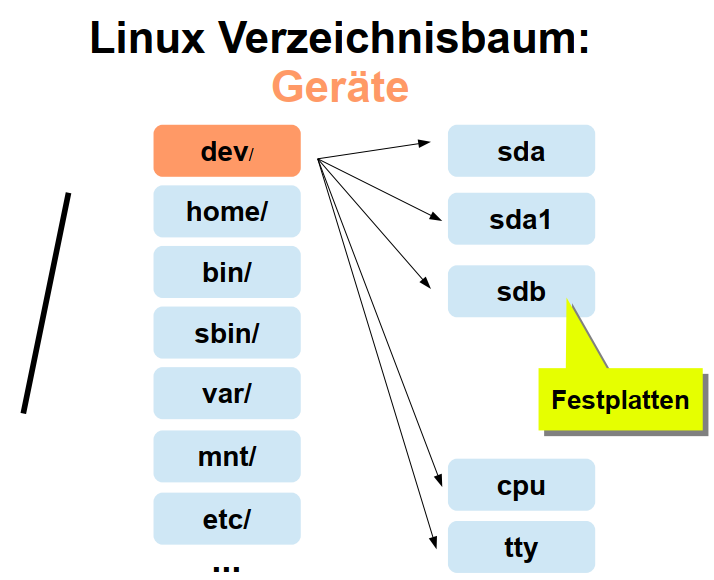 Linux Verzeichnisbaum:
Geräte
/
dev/
home/
bin/
sbin/
var/
mnt/
etc/
...
sda
sda1
sdb
Festplatten
cpu
tty